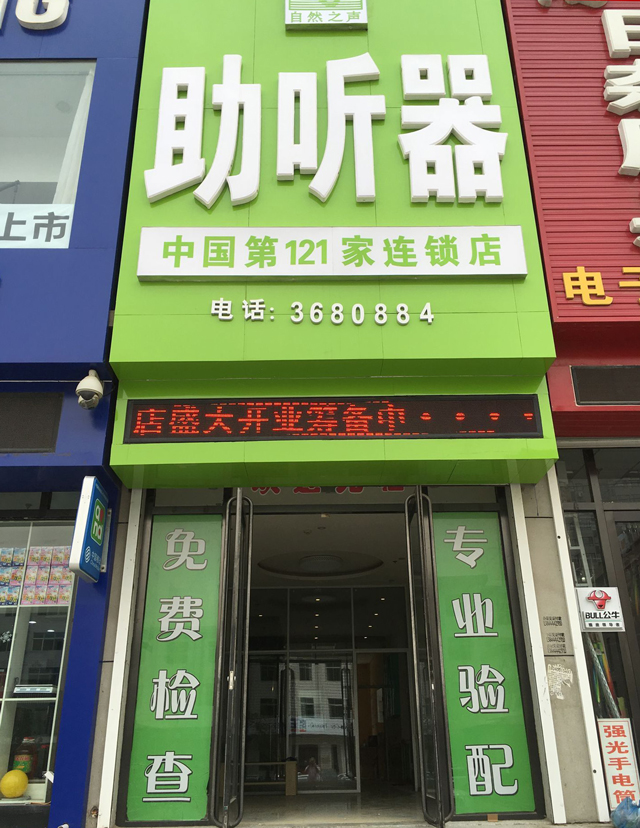 自然之声
助听器
中国第121家连锁店
电话: 3680884
店盛大开业筹备中・・・・
免费检查
专业验配
上市
电
BULL公牛
强光手电筒